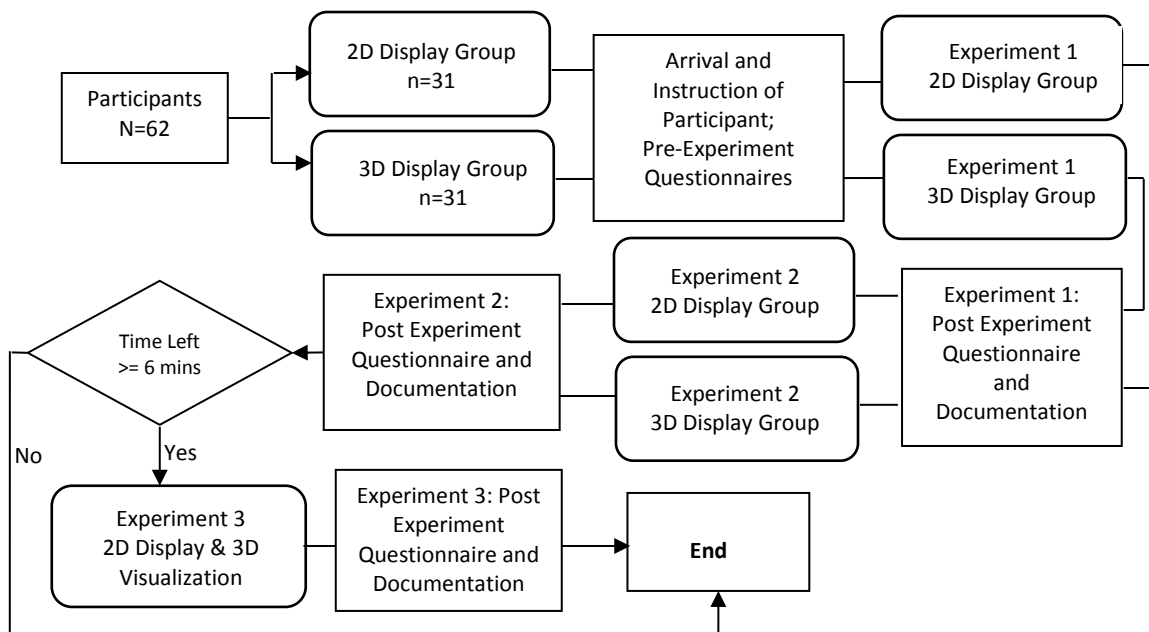 Participants
N=62
2D Display Group
n=31
3D Display Group
n=31
Arrival and
Instruction of
Participant;
Pre-Experiment
Questionnaires
Experiment 1
2D Display Group
Experiment 1
3D Display Group
Experiment 1:
Post Experiment
Questionnaire
and
Documentation
Experiment 2
2D Display Group
Experiment 2
3D Display Group
Experiment 2:
Post Experiment
Questionnaire and
Documentation
Time Left
>= 6 mins
No
Yes
Experiment 3
2D Display & 3D
Visualization
Experiment 3: Post
Experiment
Questionnaire and
Documentation
End